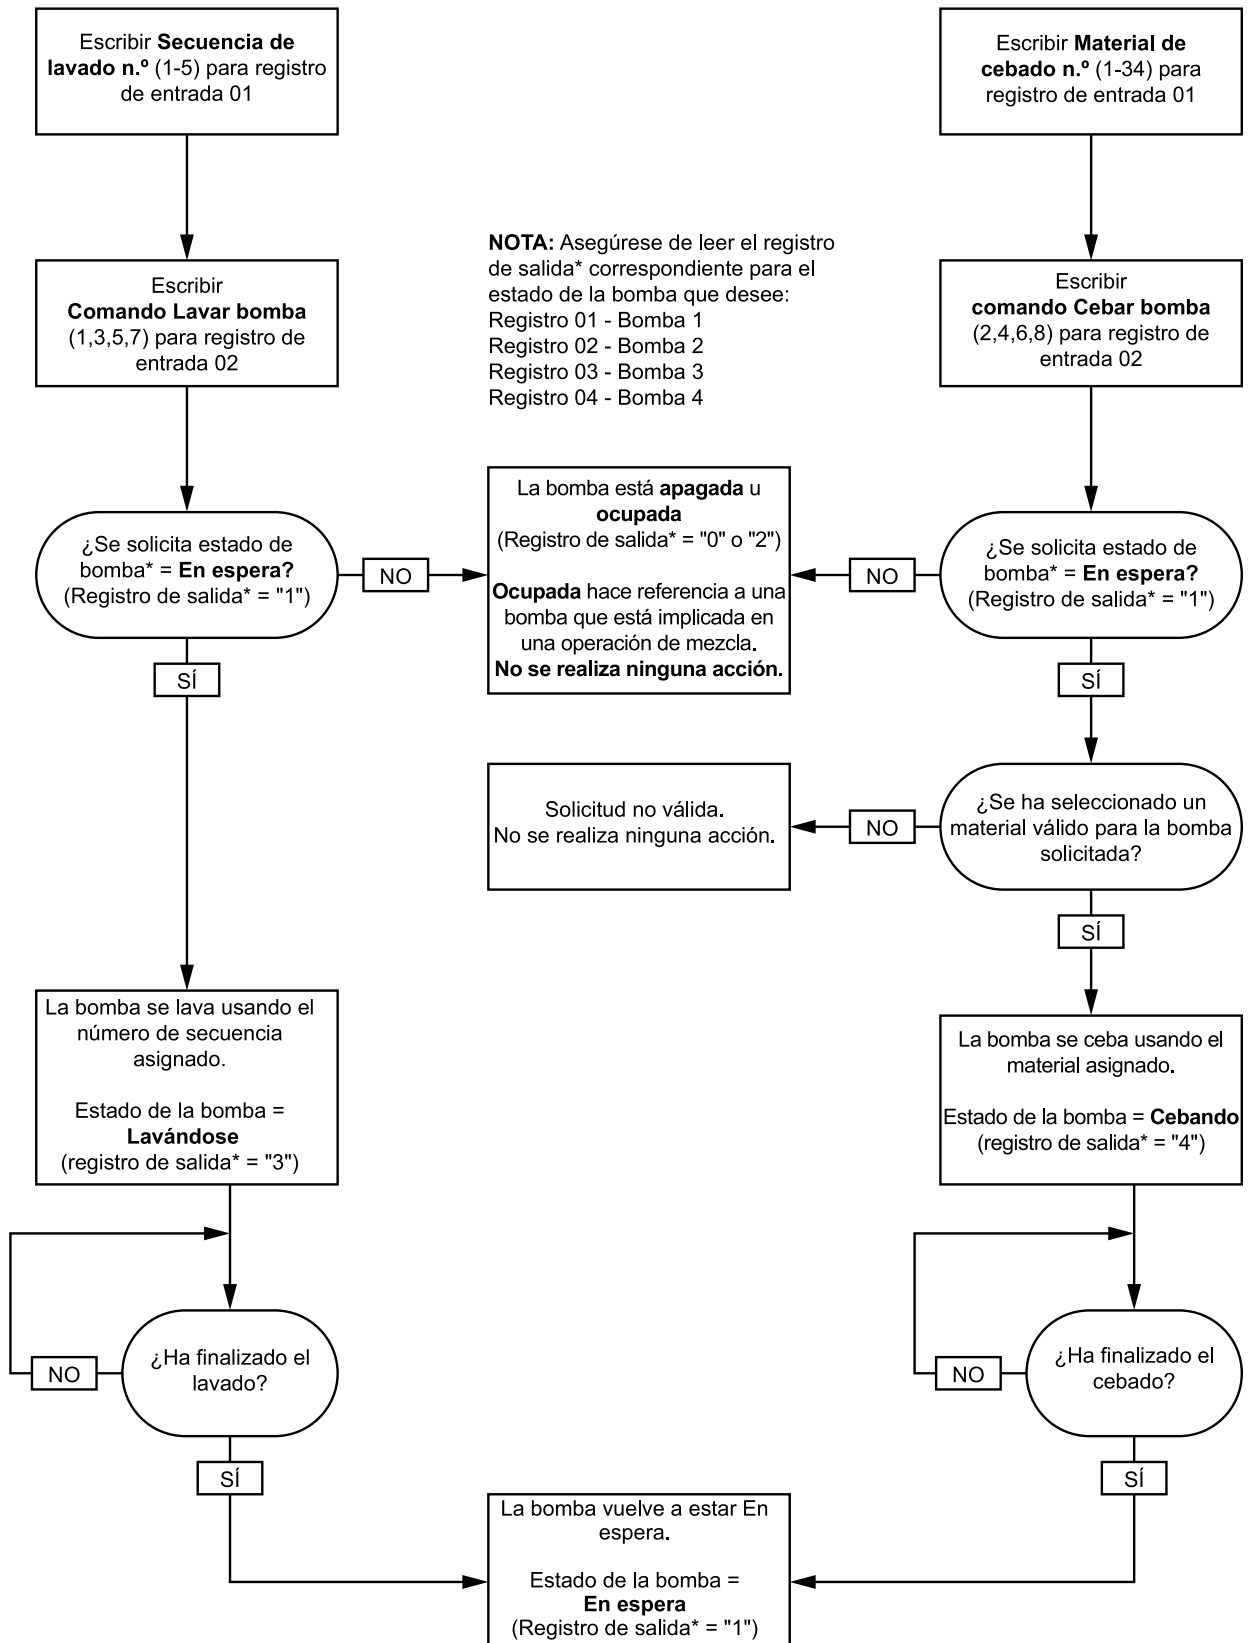 Escribir Secuencia de
lavado n.º (1-5) para registro
de entrada 01
Escribir Material de
cebado n.º (1-34) para
registro de entrada 01
NOTA: Asegúrese de leer el registro
de salida* correspondiente para el
estado de la bomba que desee:
Registro 01 - Bomba 1
Registro 02 - Bomba 2
Registro 03 - Bomba 3
Registro 04 - Bomba 4
Escribir
Comando Lavar bomba
(1,3,5,7) para registro de
entrada 02
Escribir
comando Cebar bomba
(2,4,6,8) para registro de
entrada 02
¿Se solicita estado de
bomba* = En espera?
(Registro de salida* = "1")
NO
La bomba está apagada u
ocupada
(Registro de salida* = "0" o "2")
Ocupada hace referencia a una
bomba que está implicada en
una operación de mezcla.
No se realiza ninguna acción.
NO
¿Se solicita estado de
bomba* = En espera?
(Registro de salida* = "1")
SÍ
SÍ
Solicitud no válida.
No se realiza ninguna acción.
NO
¿Se ha seleccionado un
material válido para la bomba
solicitada?
SÍ
La bomba se lava usando el
número de secuencia
asignado.
Estado de la bomba =
Lavándose
(registro de salida* = "3")
La bomba se ceba usando el
material asignado.
Estado de la bomba = Cebando
(registro de salida* = "4")
¿Ha finalizado el
lavado?
NO
¿Ha finalizado el
cebado?
NO
SÍ
SÍ
La bomba vuelve a estar En
espera.
Estado de la bomba =
En espera
(Registro de salida* = "1")